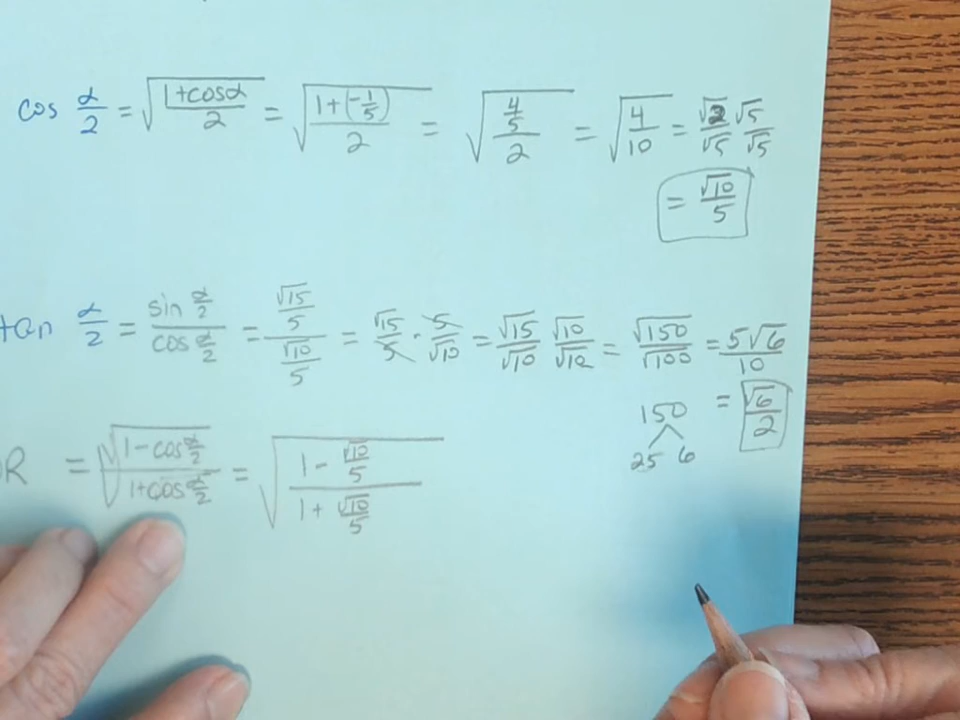 cos α/2 = √((1+cosα)/2) = √((1+(-1/5))/2) = √((4/5)/2) = √(4/10) = √2/√5 √5/√5
= √10/5
tan α/2 = (sin α/2)/(cos α/2) = (√15/5)/(√10/5) = √15/5 · 5/√10 = √15/√10 √10/√10 = √150/√100 = 5√6/10
150 = √6/2
25 6
R = √((1-cos α/2)/(1+cos α/2)) = √((1 - √10/5)/(1 + √10/5))